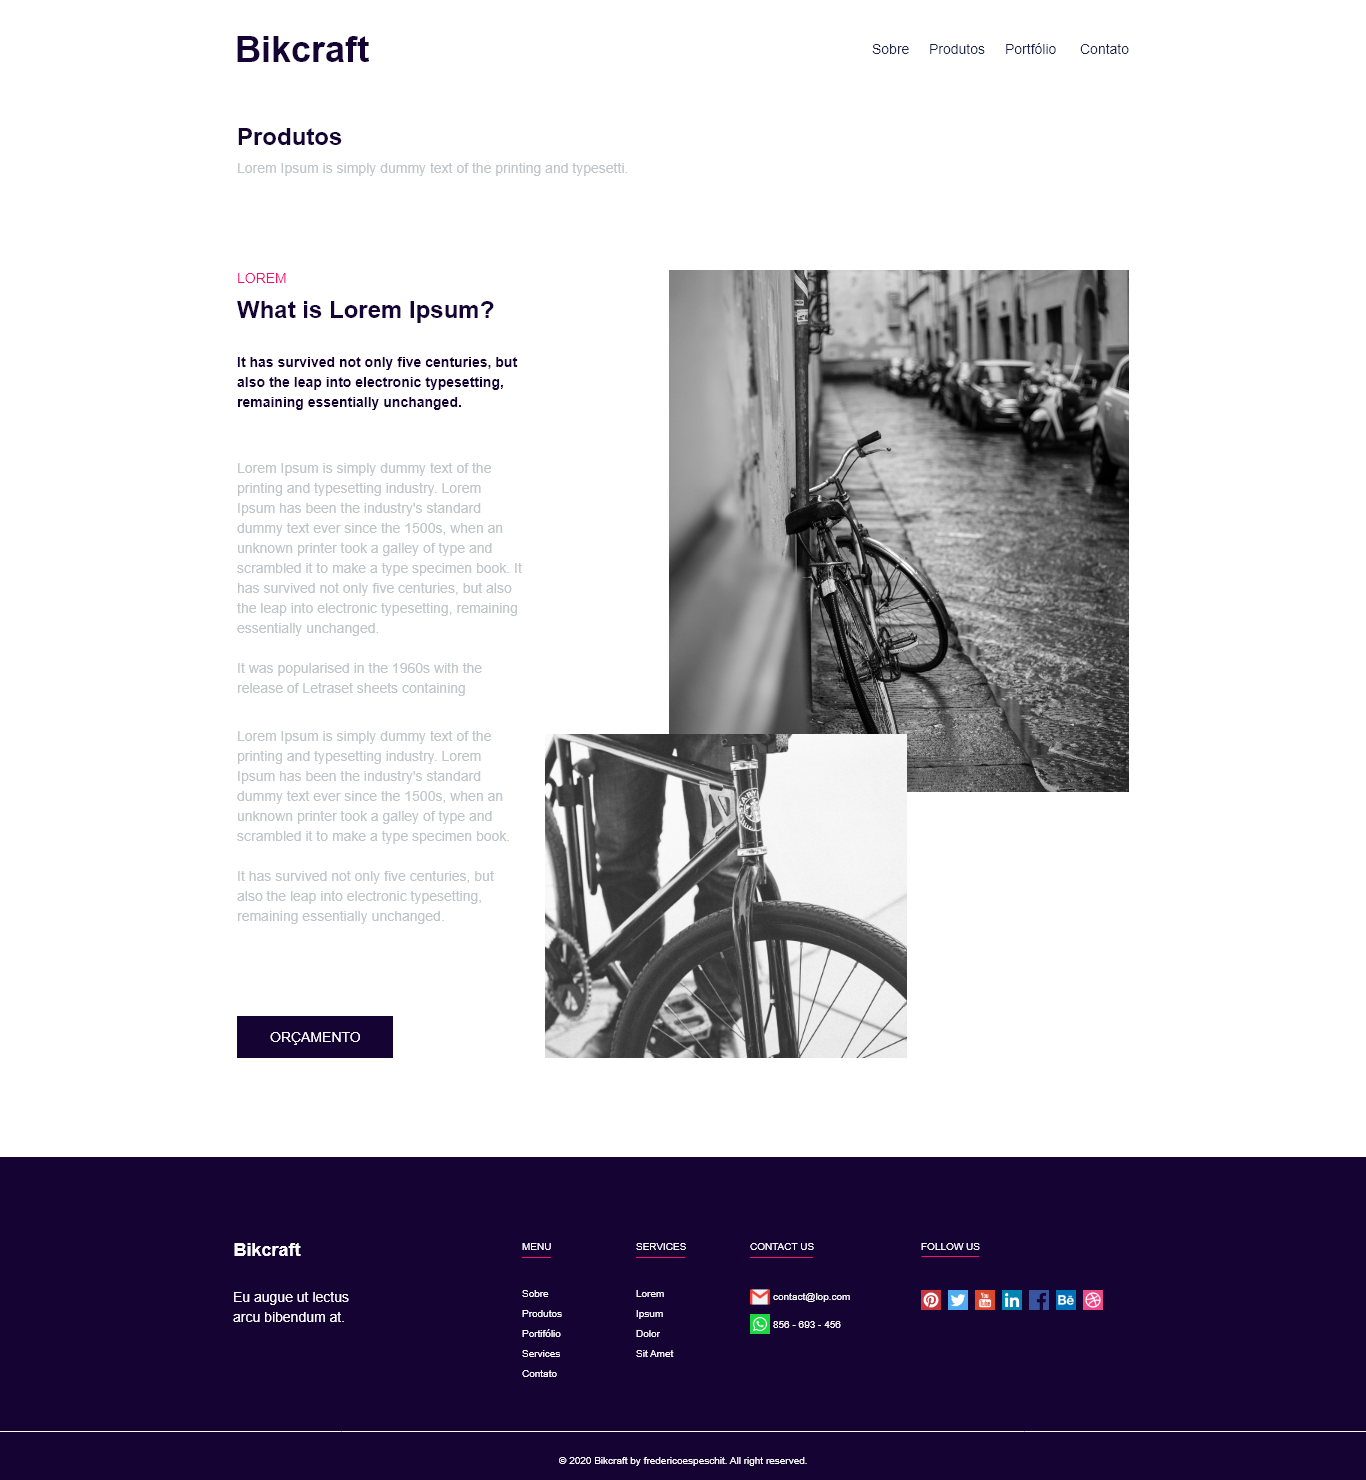 Bikcraft
Sobre Produtos Portfólio Contato
Produtos
Lorem Ipsum is simply dummy text of the printing and typesetti.
LOREM
What is Lorem Ipsum?
It has survived not only five centuries, but
also the leap into electronic typesetting,
remaining essentially unchanged.
Lorem Ipsum is simply dummy text of the
printing and typesetting industry. Lorem
Ipsum has been the industry's standard
dummy text ever since the 1500s, when an
unknown printer took a galley of type and
scrambled it to make a type specimen book. It
has survived not only five centuries, but also
the leap into electronic typesetting, remaining
essentially unchanged.
It was popularised in the 1960s with the
release of Letraset sheets containing
Lorem Ipsum is simply dummy text of the
printing and typesetting industry. Lorem
Ipsum has been the industry's standard
dummy text ever since the 1500s, when an
unknown printer took a galley of type and
scrambled it to make a type specimen book.
It has survived not only five centuries, but
also the leap into electronic typesetting,
remaining essentially unchanged.
ORÇAMENTO
Bikcraft
Eu augue ut lectus
arcu bibendum at.
MENU
Sobre
Produtos
Portifólio
Services
Contato
SERVICES
Lorem
Ipsum
Dolor
Sit Amet
CONTACT US
contact@lop.com
856 - 693 - 456
FOLLOW US
© 2020 Bikcraft by fredericoespeschit. All right reserved.